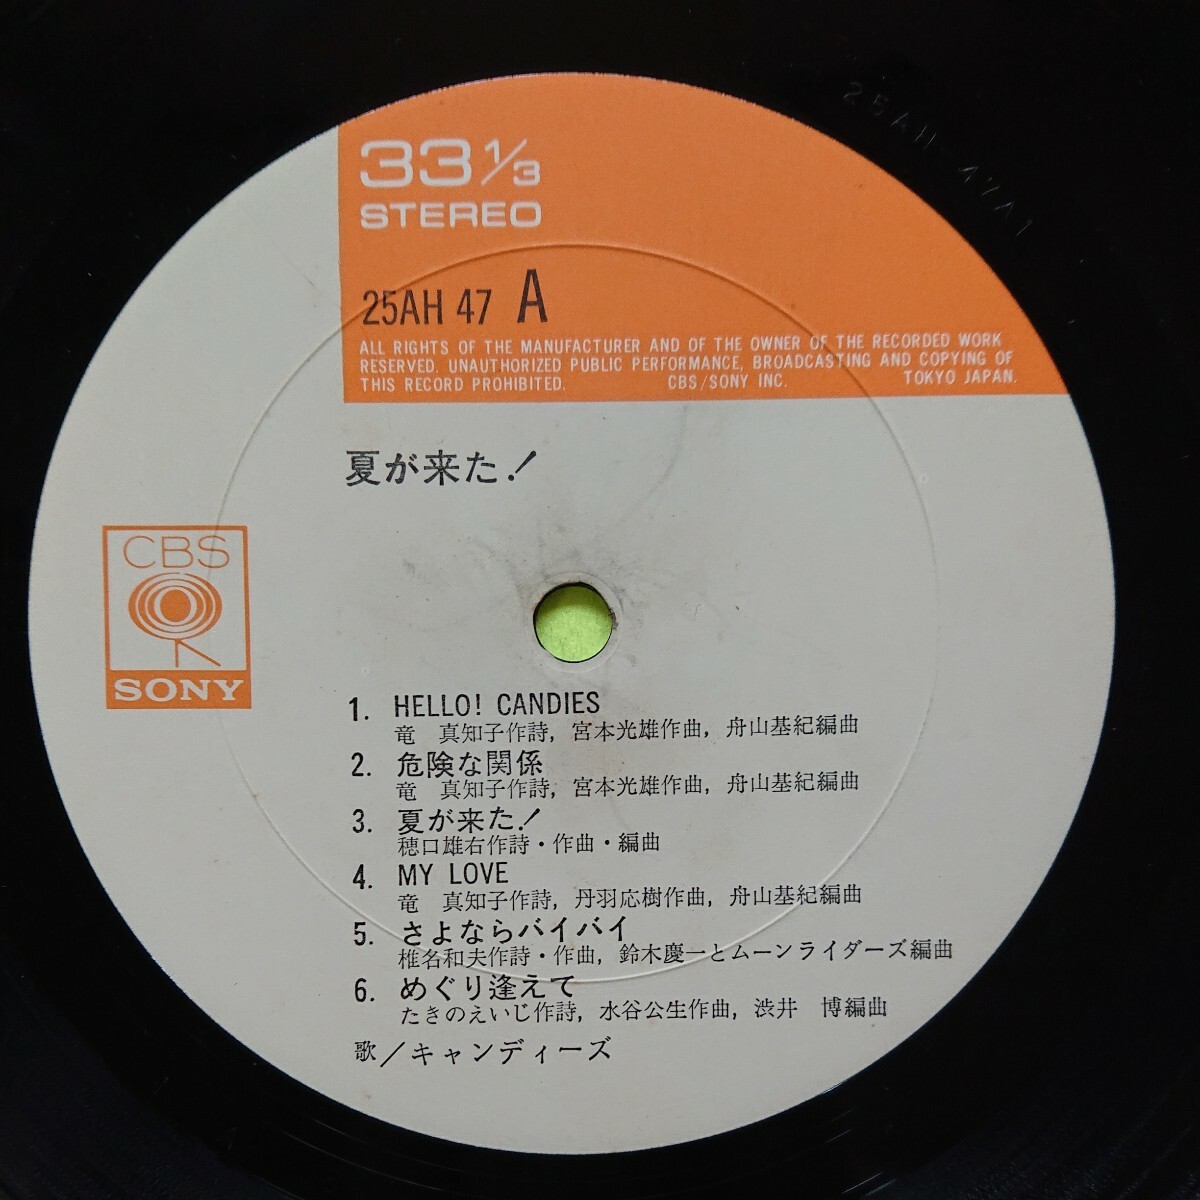 33 1/3
STEREO
25AH 47 A
ALL RIGHTS OF THE MANUFACTURER AND OF THE OWNER OF THE RECORDED WORK
RESERVED. UNAUTHORIZED PUBLIC PERFORMANCE, BROADCASTING AND COPYING OF
THIS RECORD PROHIBITED. CBS/SONY INC. TOKYO JAPAN.
25AH 47A1
夏が来た!
CBS
SONY
1. HELLO! CANDIES
竜 真知子作詩, 宮本光雄作曲, 舟山基紀編曲
2. 危険な関係
竜 真知子作詩, 宮本光雄作曲, 舟山基紀編曲
3. 夏が来た!
穂口雄右作詩・作曲・編曲
4. MY LOVE
竜 真知子作詩, 丹羽応樹作曲, 舟山基紀編曲
5. さよならバイバイ
椎名和夫作詩・作曲, 鈴木慶一とムーンライダーズ編曲
6. めぐり逢えて
たきのえいじ作詩, 水谷公生作曲, 渋井 博編曲
歌/キャンディーズ